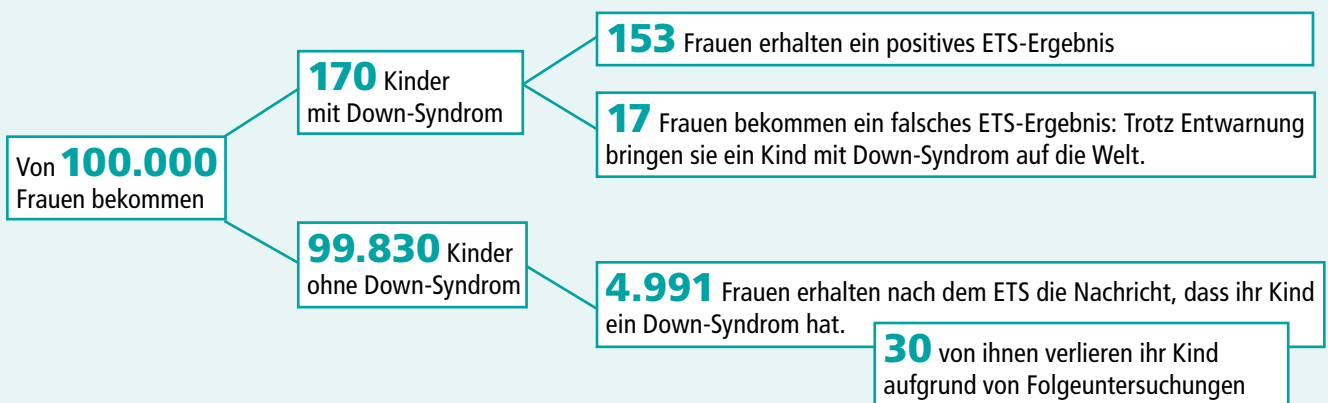 Von 100.000
Frauen bekommen
170 Kinder
mit Down-Syndrom
153 Frauen erhalten ein positives ETS-Ergebnis
17 Frauen bekommen ein falsches ETS-Ergebnis: Trotz Entwarnung
bringen sie ein Kind mit Down-Syndrom auf die Welt.
99.830 Kinder
ohne Down-Syndrom
4.991 Frauen erhalten nach dem ETS die Nachricht, dass ihr Kind
ein Down-Syndrom hat.
30 von ihnen verlieren ihr Kind
aufgrund von Folgeuntersuchungen